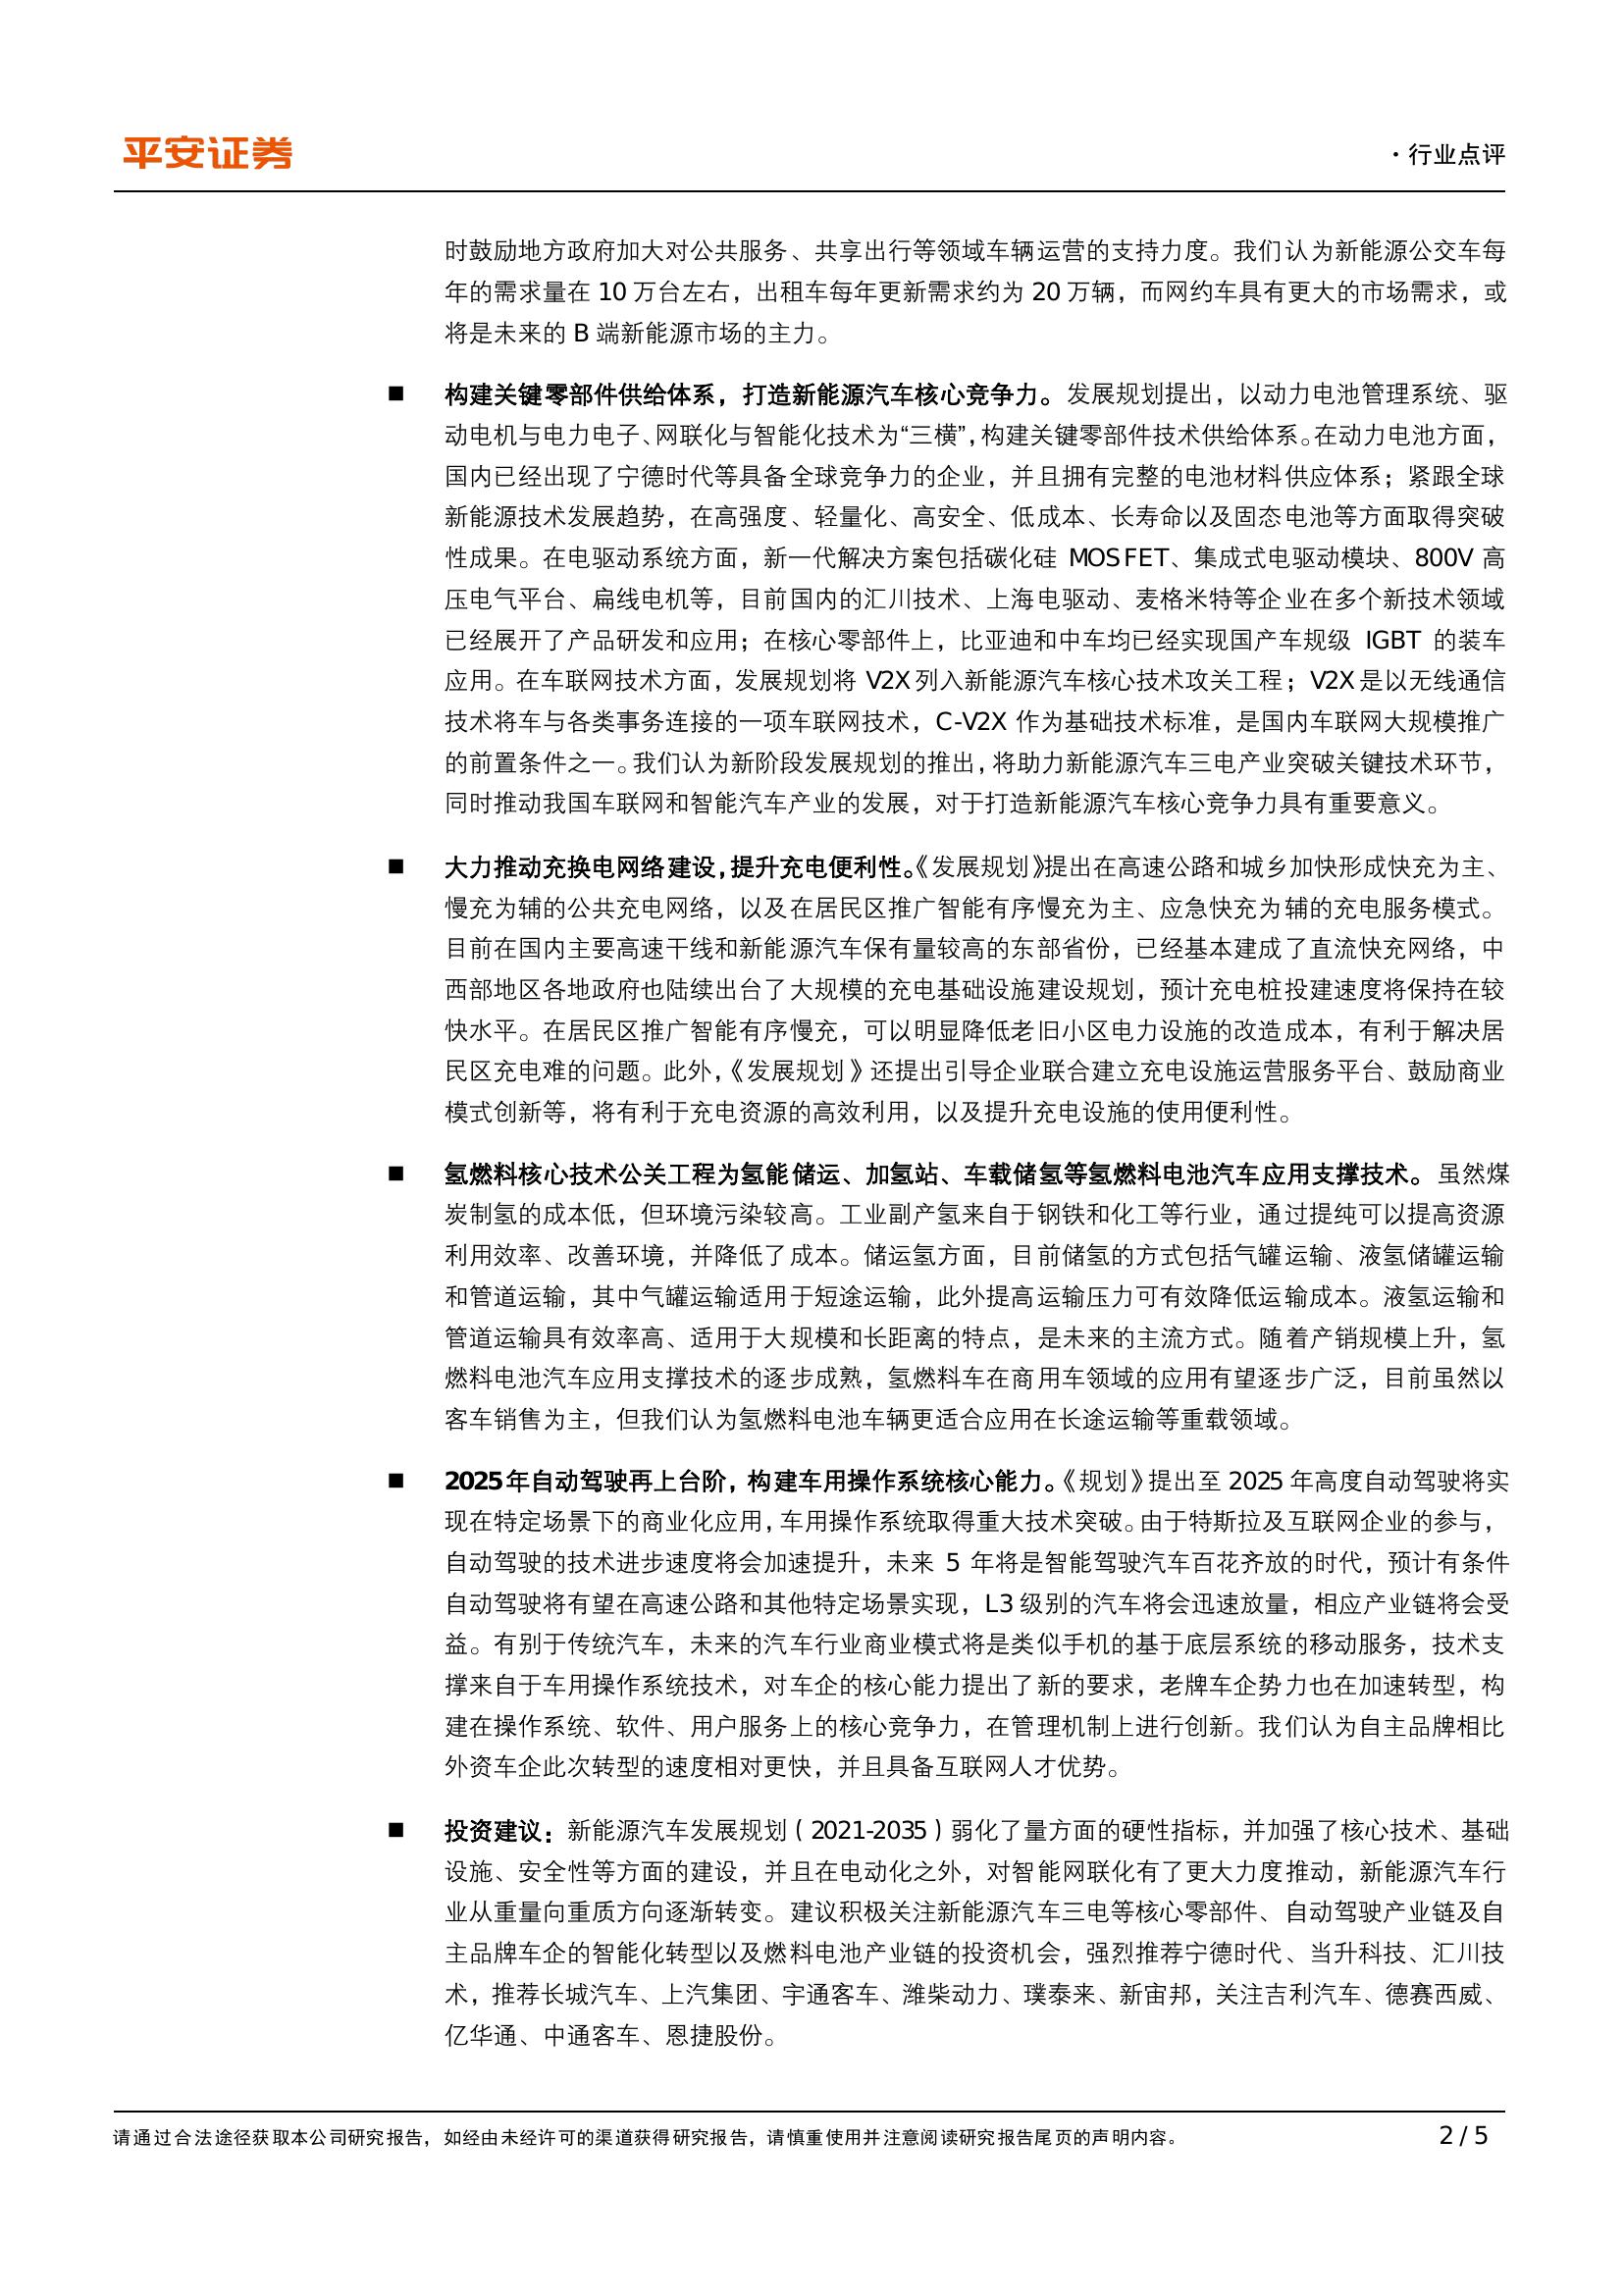 平安证券
·行业点评
时鼓励地方政府加大对公共服务、共享出行等领域车辆运营的支持力度。我们认为新能源公交车每
年的需求量在 10 万台左右，出租车每年更新需求约为 20 万辆，而网约车具有更大的市场需求，或
将是未来的 B 端新能源市场的主力。
■ 构建关键零部件供给体系，打造新能源汽车核心竞争力。发展规划提出，以动力电池管理系统、驱
动电机与电力电子、网联化与智能化技术为“三横”，构建关键零部件技术供给体系。在动力电池方面，
国内已经出现了宁德时代等具备全球竞争力的企业，并且拥有完整的电池材料供应体系；紧跟全球
新能源技术发展趋势，在高强度、轻量化、高安全、低成本、长寿命以及固态电池等方面取得突破
性成果。在电驱动系统方面，新一代解决方案包括碳化硅 MOSFET、集成式电驱动模块、800V 高
压电气平台、扁线电机等，目前国内的汇川技术、上海电驱动、麦格米特等企业在多个新技术领域
已经展开了产品研发和应用；在核心零部件上，比亚迪和中车均已经实现国产车规级 IGBT 的装车
应用。在车联网技术方面，发展规划将 V2X 列入新能源汽车核心技术攻关工程；V2X 是以无线通信
技术将车与各类事务连接的一项车联网技术，C-V2X 作为基础技术标准，是国内车联网大规模推广
的前置条件之一。我们认为新阶段发展规划的推出，将助力新能源汽车三电产业突破关键技术环节，
同时推动我国车联网和智能汽车产业的发展，对于打造新能源汽车核心竞争力具有重要意义。
■ 大力推动充换电网络建设，提升充电便利性。《发展规划》提出在高速公路和城乡加快形成快充为主、
慢充为辅的公共充电网络，以及在居民区推广智能有序慢充为主、应急快充为辅的充电服务模式。
目前在国内主要高速干线和新能源汽车保有量较高的东部省份，已经基本建成了直流快充网络，中
西部地区各地政府也陆续出台了大规模的充电基础设施建设规划，预计充电桩投建速度将保持在较
快水平。在居民区推广智能有序慢充，可以明显降低老旧小区电力设施的改造成本，有利于解决居
民区充电难的问题。此外，《发展规划》还提出引导企业联合建立充电设施运营服务平台、鼓励商业
模式创新等，将有利于充电资源的高效利用，以及提升充电设施的使用便利性。
■ 氢燃料核心技术公关工程为氢能储运、加氢站、车载储氢等氢燃料电池汽车应用支撑技术。虽然煤
炭制氢的成本低，但环境污染较高。工业副产氢来自于钢铁和化工等行业，通过提纯可以提高资源
利用效率、改善环境，并降低了成本。储运氢方面，目前储氢的方式包括气罐运输、液氢储罐运输
和管道运输，其中气罐运输适用于短途运输，此外提高运输压力可有效降低运输成本。液氢运输和
管道运输具有效率高、适用于大规模和长距离的特点，是未来的主流方式。随着产销规模上升，氢
燃料电池汽车应用支撑技术的逐步成熟，氢燃料车在商用车领域的应用有望逐步广泛，目前虽然以
客车销售为主，但我们认为氢燃料电池车辆更适合应用在长途运输等重载领域。
■ 2025年自动驾驶再上台阶，构建车用操作系统核心能力。《规划》提出至 2025 年高度自动驾驶将实
现在特定场景下的商业化应用，车用操作系统取得重大技术突破。由于特斯拉及互联网企业的参与，
自动驾驶的技术进步速度将会加速提升，未来 5 年将是智能驾驶汽车百花齐放的时代，预计有条件
自动驾驶将有望在高速公路和其他特定场景实现，L3 级别的汽车将会迅速放量，相应产业链将会受
益。有别于传统汽车，未来的汽车行业商业模式将是类似手机的基于底层系统的移动服务，技术支
撑来自于车用操作系统技术，对车企的核心能力提出了新的要求，老牌车企势力也在加速转型，构
建在操作系统、软件、用户服务上的核心竞争力，在管理机制上进行创新。我们认为自主品牌相比
外资车企此次转型的速度相对更快，并且具备互联网人才优势。
■ 投资建议：新能源汽车发展规划（2021-2035）弱化了量方面的硬性指标，并加强了核心技术、基础
设施、安全性等方面的建设，并且在电动化之外，对智能网联化有了更大力度推动，新能源汽车行
业从重量向重质方向逐渐转变。建议积极关注新能源汽车三电等核心零部件、自动驾驶产业链及自
主品牌车企的智能化转型以及燃料电池产业链的投资机会，强烈推荐宁德时代、当升科技、汇川技
术，推荐长城汽车、上汽集团、宇通客车、潍柴动力、璞泰来、新宙邦，关注吉利汽车、德赛西威、
亿华通、中通客车、恩捷股份。
请通过合法途径获取本公司研究报告，如经由未经许可的渠道获得研究报告，请慎重使用并注意阅读研究报告尾页的声明内容。
2 / 5